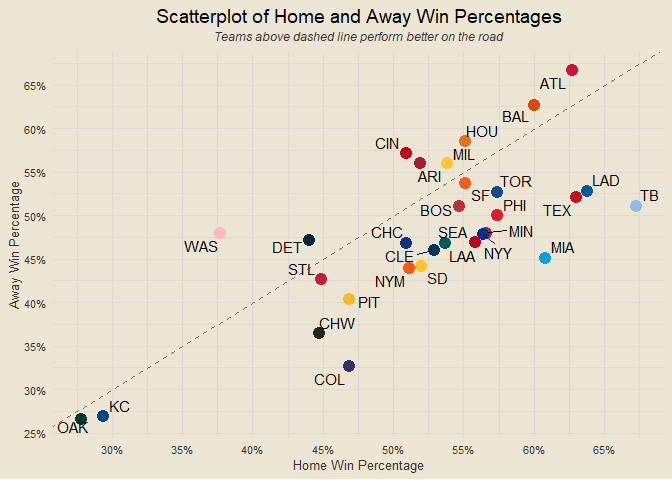 Scatterplot of Home and Away Win Percentages
Teams above dashed line perform better on the road
65%
60%
55%
50%
45%
40%
35%
30%
25%
Away Win Percentage
ATL
BAL
HOU
CIN
MIL
ARI
TOR
LAD
SF
TB
BOS
PHI
TEX
CHC
SEA
MIN
WAS
DET
CLE
LAA
NYY
MIA
STL
NYM
SD
PIT
CHW
COL
KC
OAK
30%
35%
40%
45%
50%
55%
60%
65%
Home Win Percentage